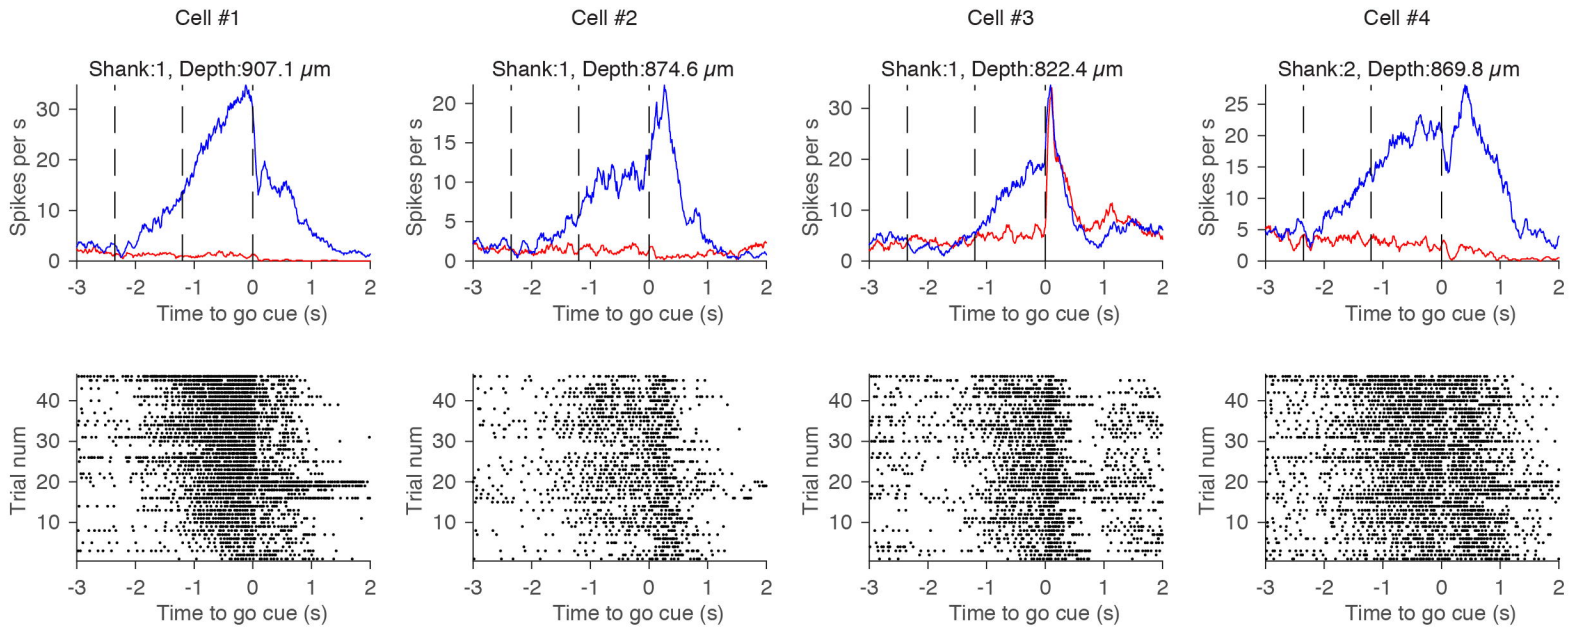 Cell #1
Shank:1, Depth:907.1 µm
Spikes per s
30
20
10
0
-3 -2 -1 0 1 2
Time to go cue (s)
Trial num
40
30
20
10
-3 -2 -1 0 1 2
Time to go cue (s)
Cell #2
Shank:1, Depth:874.6 µm
Spikes per s
20
15
10
5
0
-3 -2 -1 0 1 2
Time to go cue (s)
Trial num
40
30
20
10
-3 -2 -1 0 1 2
Time to go cue (s)
Cell #3
Shank:1, Depth:822.4 µm
Spikes per s
30
20
10
0
-3 -2 -1 0 1 2
Time to go cue (s)
Trial num
40
30
20
10
-3 -2 -1 0 1 2
Time to go cue (s)
Cell #4
Shank:2, Depth:869.8 µm
Spikes per s
25
20
15
10
5
0
-3 -2 -1 0 1 2
Time to go cue (s)
Trial num
40
30
20
10
-3 -2 -1 0 1 2
Time to go cue (s)